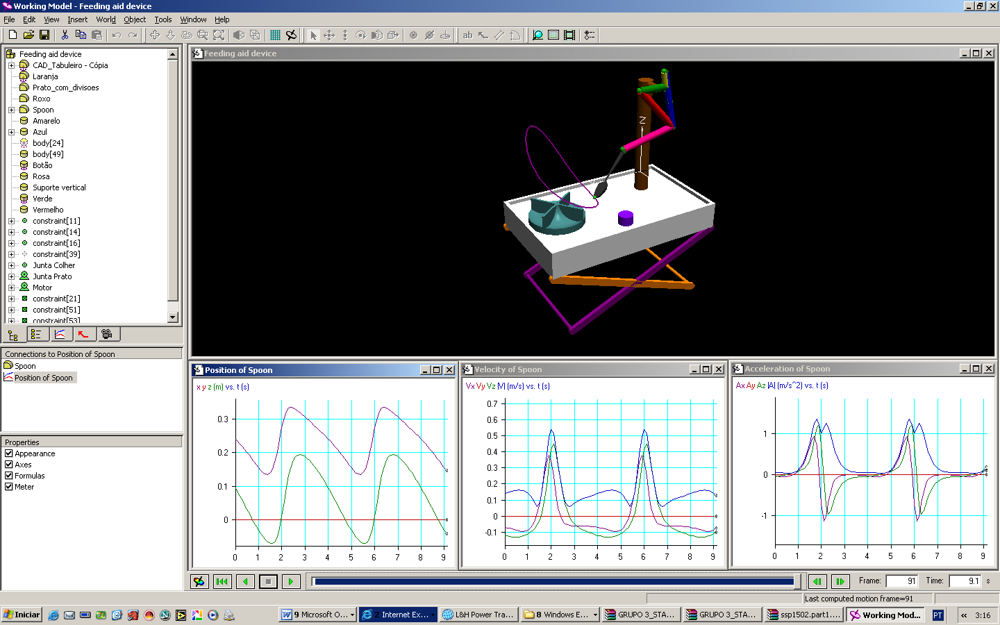 Working Model - Feeding aid device
File Edit View Insert World Object Tools Window Help
Feeding aid device
CAD_Tabuleiro - Cópia
Laranja
Prato_com_divisoes
Roxo
Spoon
Amarelo
Azul
body[24]
body[49]
Botão
Rosa
Suporte vertical
Verde
Vermelho
constraint[11]
constraint[14]
constraint[16]
constraint[39]
Junta Colher
Junta Prato
Motor
constraint[21]
constraint[51]
constraint[53]
Connections to Position of Spoon
Spoon
Position of Spoon
Properties
Appearance
Axes
Formulas
Meter
Feeding aid device
Z
Position of Spoon
x y z (m) vs. t (s)
0.3
0.2
0.1
0
0 1 2 3 4 5 6 7 8 9
Velocity of Spoon
Vx Vy Vz |V| (m/s) vs. t (s)
0.7
0.6
0.5
0.4
0.3
0.2
0.1
0
-0.1
0 1 2 3 4 5 6 7 8 9
Acceleration of Spoon
Ax Ay Az |A| (m/s^2) vs. t (s)
1
0
-1
0 1 2 3 4 5 6 7 8 9
Frame: 91 Time: 9.1 s
Last computed motion frame=91
Iniciar 9 Microsoft O... 2 Internet Ex... L&H Power Tra... 8 Windows E... GRUPO 3_STA... GRUPO 3_STA... ssp1502.part1.... Working Mod... PT « 3:16